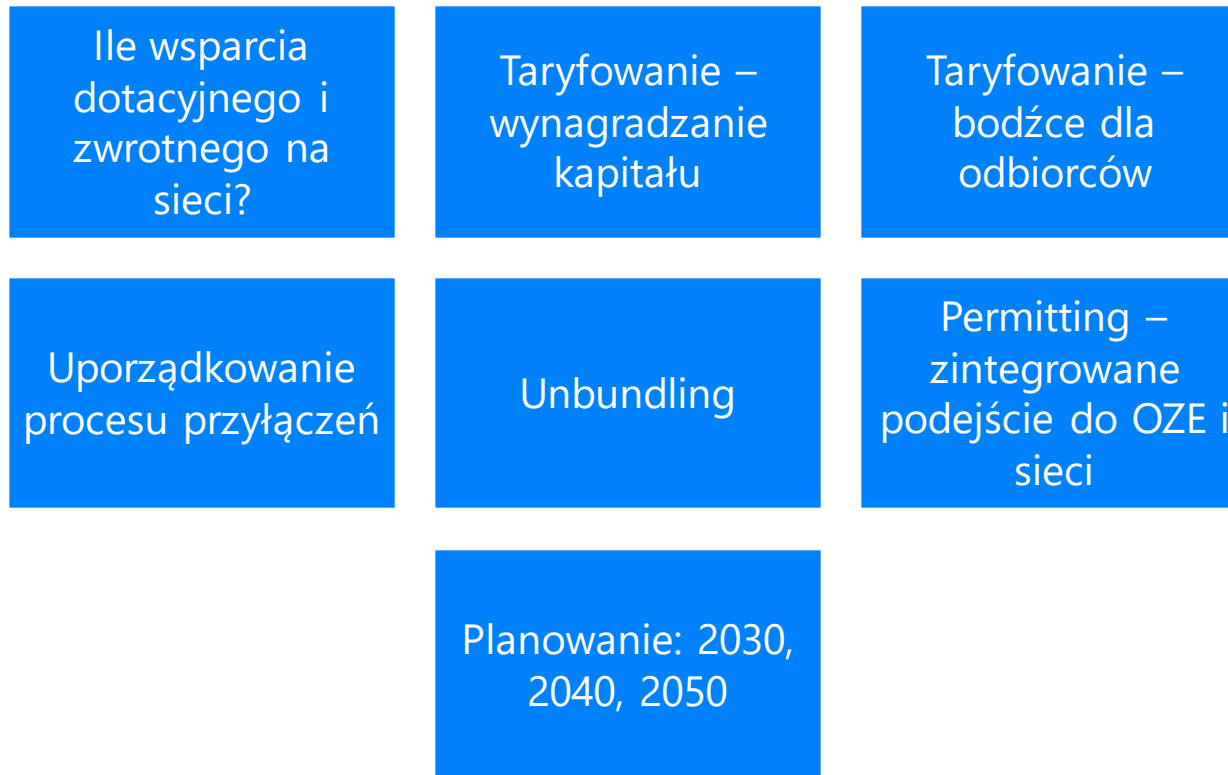 Ile wsparcia
dotacyjnego i
zwrotnego na
sieci?
Taryfowanie –
wynagradzanie
kapitału
Taryfowanie –
bodźce dla
odbiorców
Uporządkowanie
procesu przyłączeń
Unbundling
Permitting –
zintegrowane
podejście do OZE i
sieci
Planowanie: 2030,
2040, 2050